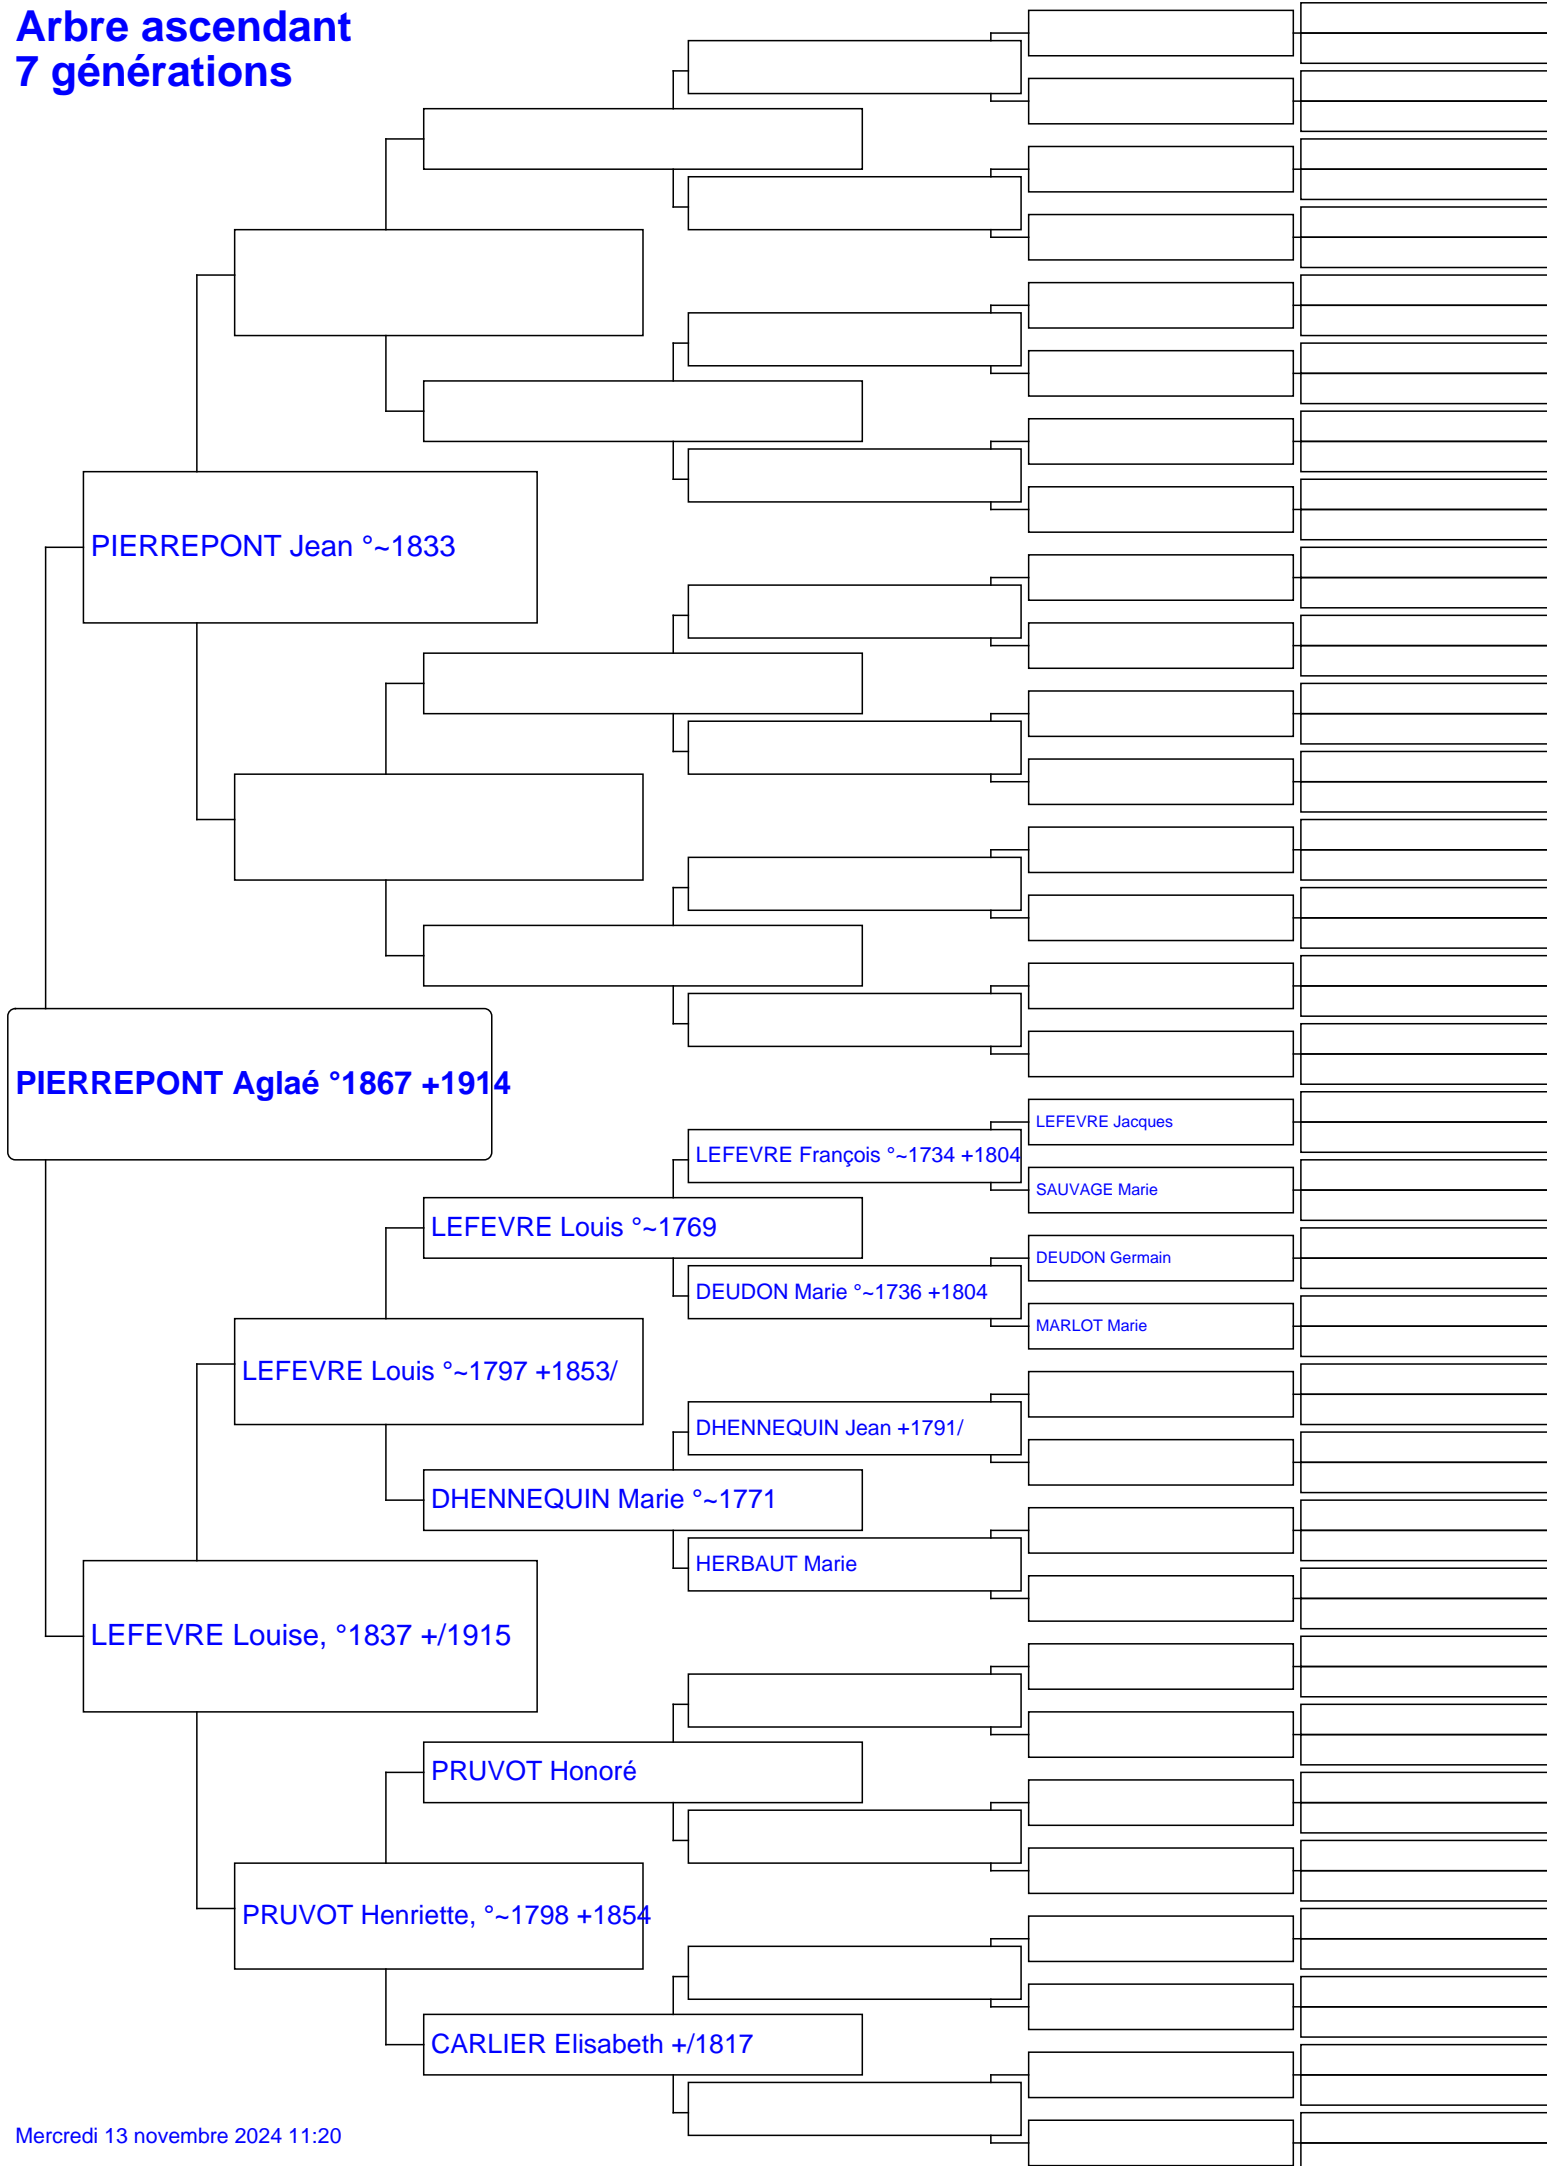 Arbre ascendant
7 générations
PIERREPONT Jean °~1833
PIERREPONT Aglaé °1867 +1914
LEFEVRE Jacques
LEFEVRE François °~1734 +1804
SAUVAGE Marie
LEFEVRE Louis °~1769
DEUDON Germain
DEUDON Marie °~1736 +1804
MARLOT Marie
LEFEVRE Louis °~1797 +1853/
DHENNEQUIN Jean +1791/
DHENNEQUIN Marie °~1771
HERBAUT Marie
LEFEVRE Louise, °1837 +/1915
PRUVOT Honoré
PRUVOT Henriette, °~1798 +1854
CARLIER Elisabeth +/1817
Mercredi 13 novembre 2024 11:20